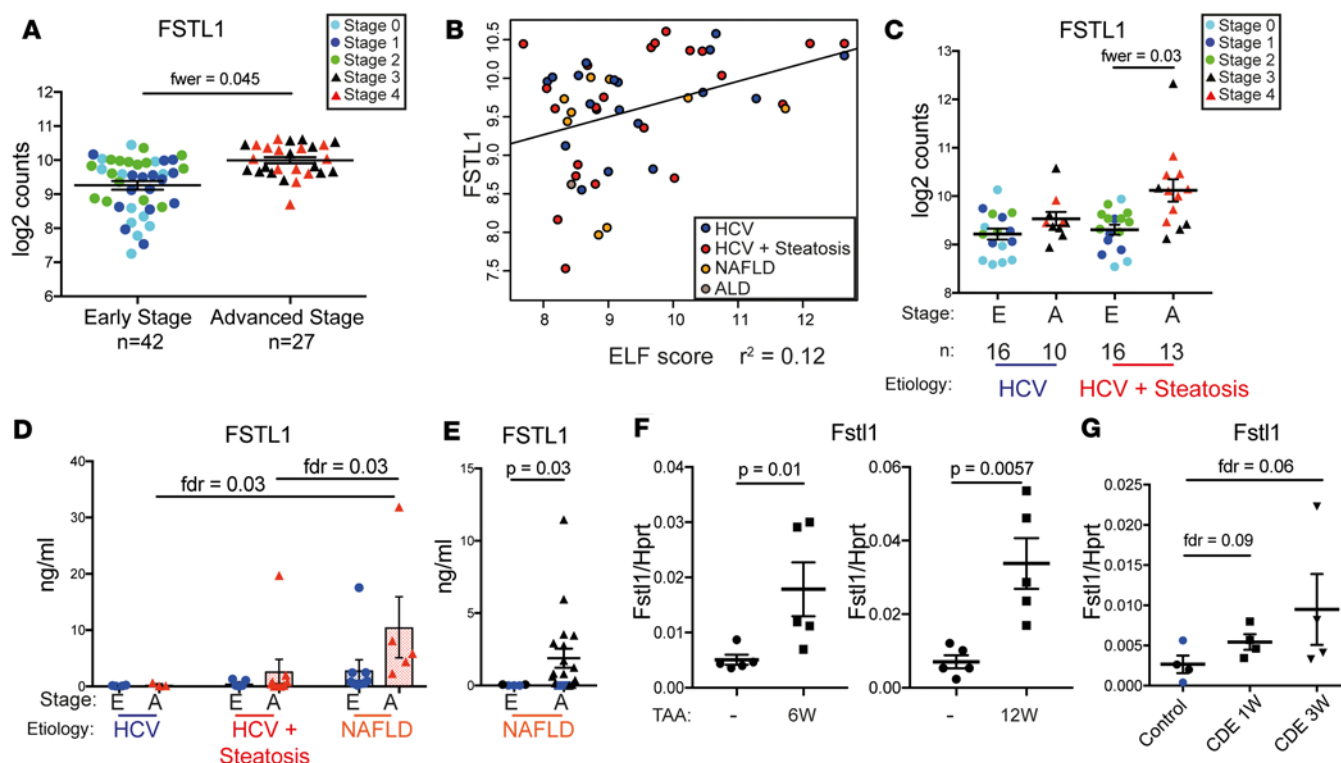 A
FSTL1
Stage 0
Stage 1
Stage 2
Stage 3
Stage 4
fwer = 0.045
log2 counts
12
11
10
9
8
7
6
Early Stage
n=42
Advanced Stage
n=27
B
FSTL1
10.5
10.0
9.5
9.0
8.5
8.0
7.5
HCV
HCV + Steatosis
NAFLD
ALD
8 9 10 11 12
ELF score r² = 0.12
C
FSTL1
Stage 0
Stage 1
Stage 2
Stage 3
Stage 4
fwer = 0.03
log2 counts
13
12
11
10
9
8
Stage: E A E A
n: 16 10 16 13
Etiology: HCV HCV + Steatosis
D
FSTL1
fdr = 0.03
fdr = 0.03
ng/ml
40
30
20
10
0
Stage: E A E A E A
Etiology: HCV HCV + Steatosis NAFLD
E
FSTL1
p = 0.03
ng/ml
15
10
5
0
E A
NAFLD
F
Fstl1
p = 0.01
Fstl1/Hprt
0.04
0.03
0.02
0.01
0.00
TAA: - 6W
p = 0.0057
Fstl1/Hprt
0.06
0.04
0.02
0.00
- 12W
G
Fstl1
fdr = 0.06
fdr = 0.09
Fstl1/Hprt
0.025
0.020
0.015
0.010
0.005
0.000
Control
CDE 1W
CDE 3W